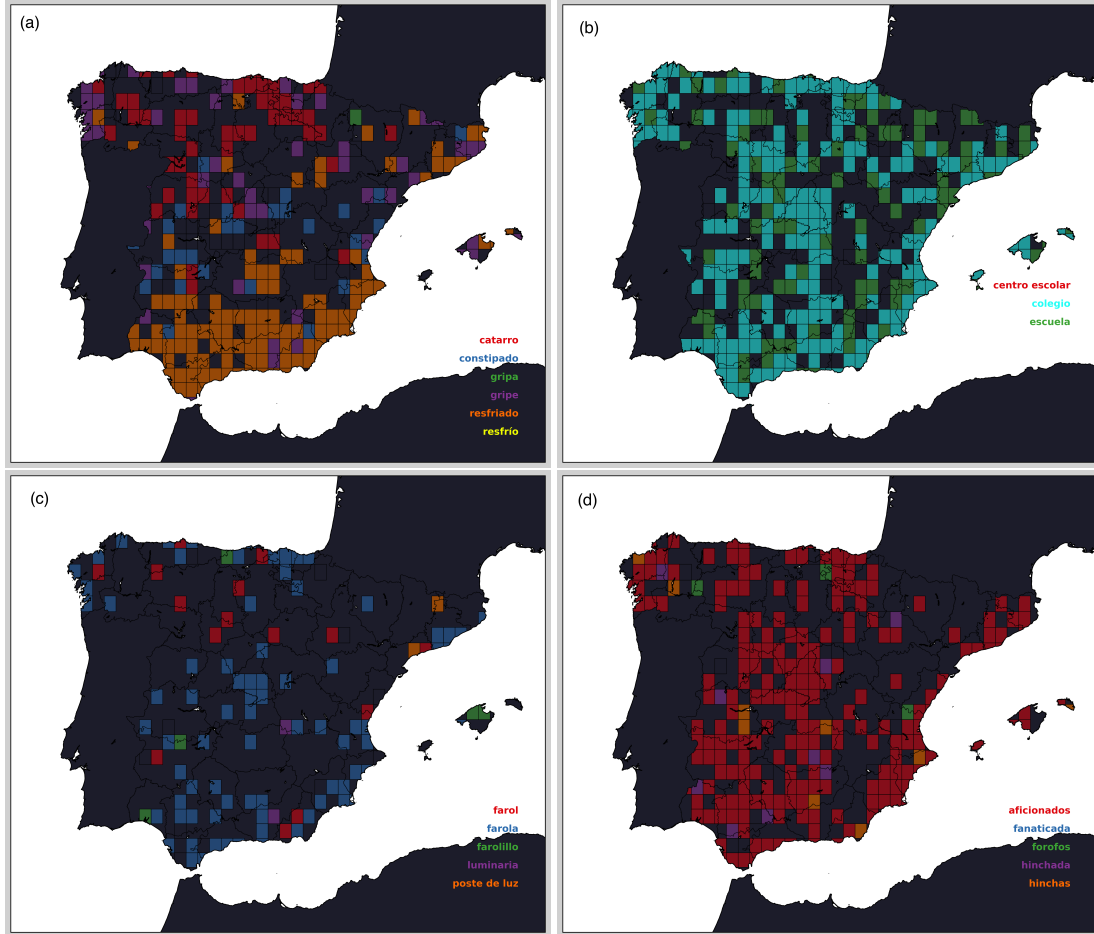 (a)
catarro
constipado
gripa
gripe
resfriado
resfrío
(b)
centro escolar
colegio
escuela
(c)
farol
farola
farolillo
luminaria
poste de luz
(d)
aficionados
fanaticada
forofos
hinchada
hinchas